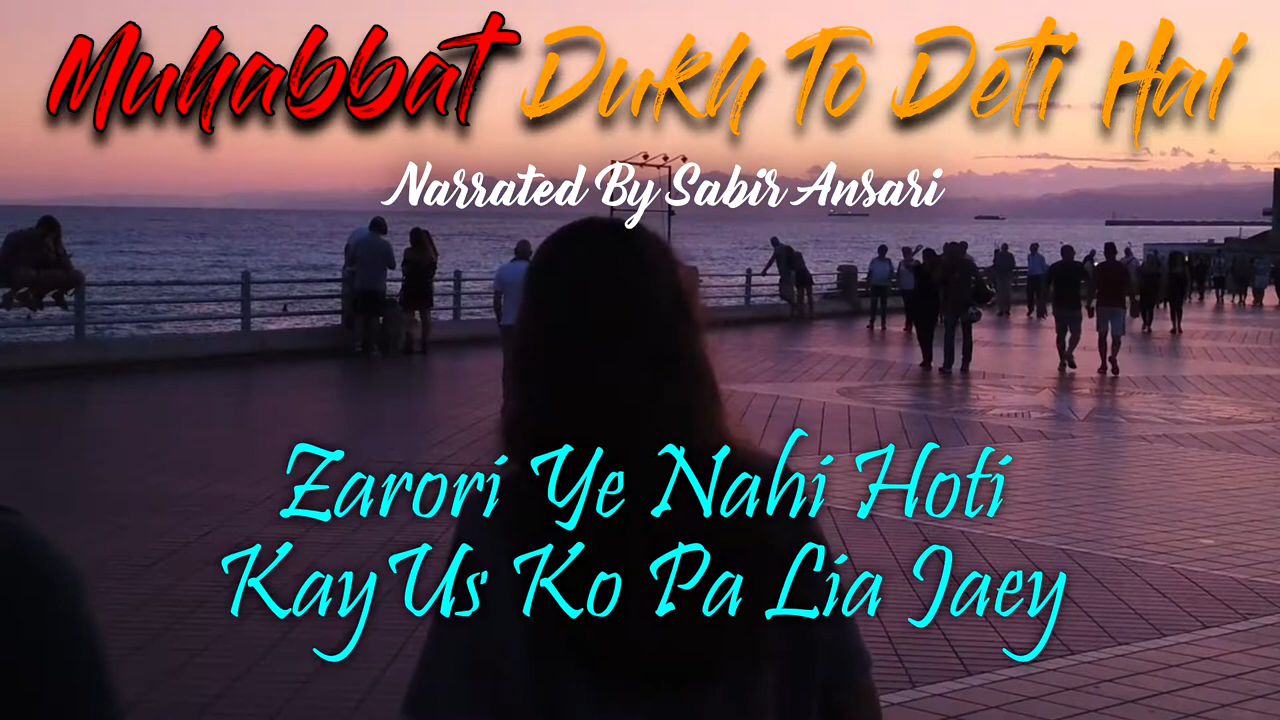 Muhabbat Dukh To Deti Hai
Narrated By Sabir Ansari
Zarori Ye Nahi Hoti
Kay Us Ko Pa Lia Jaey